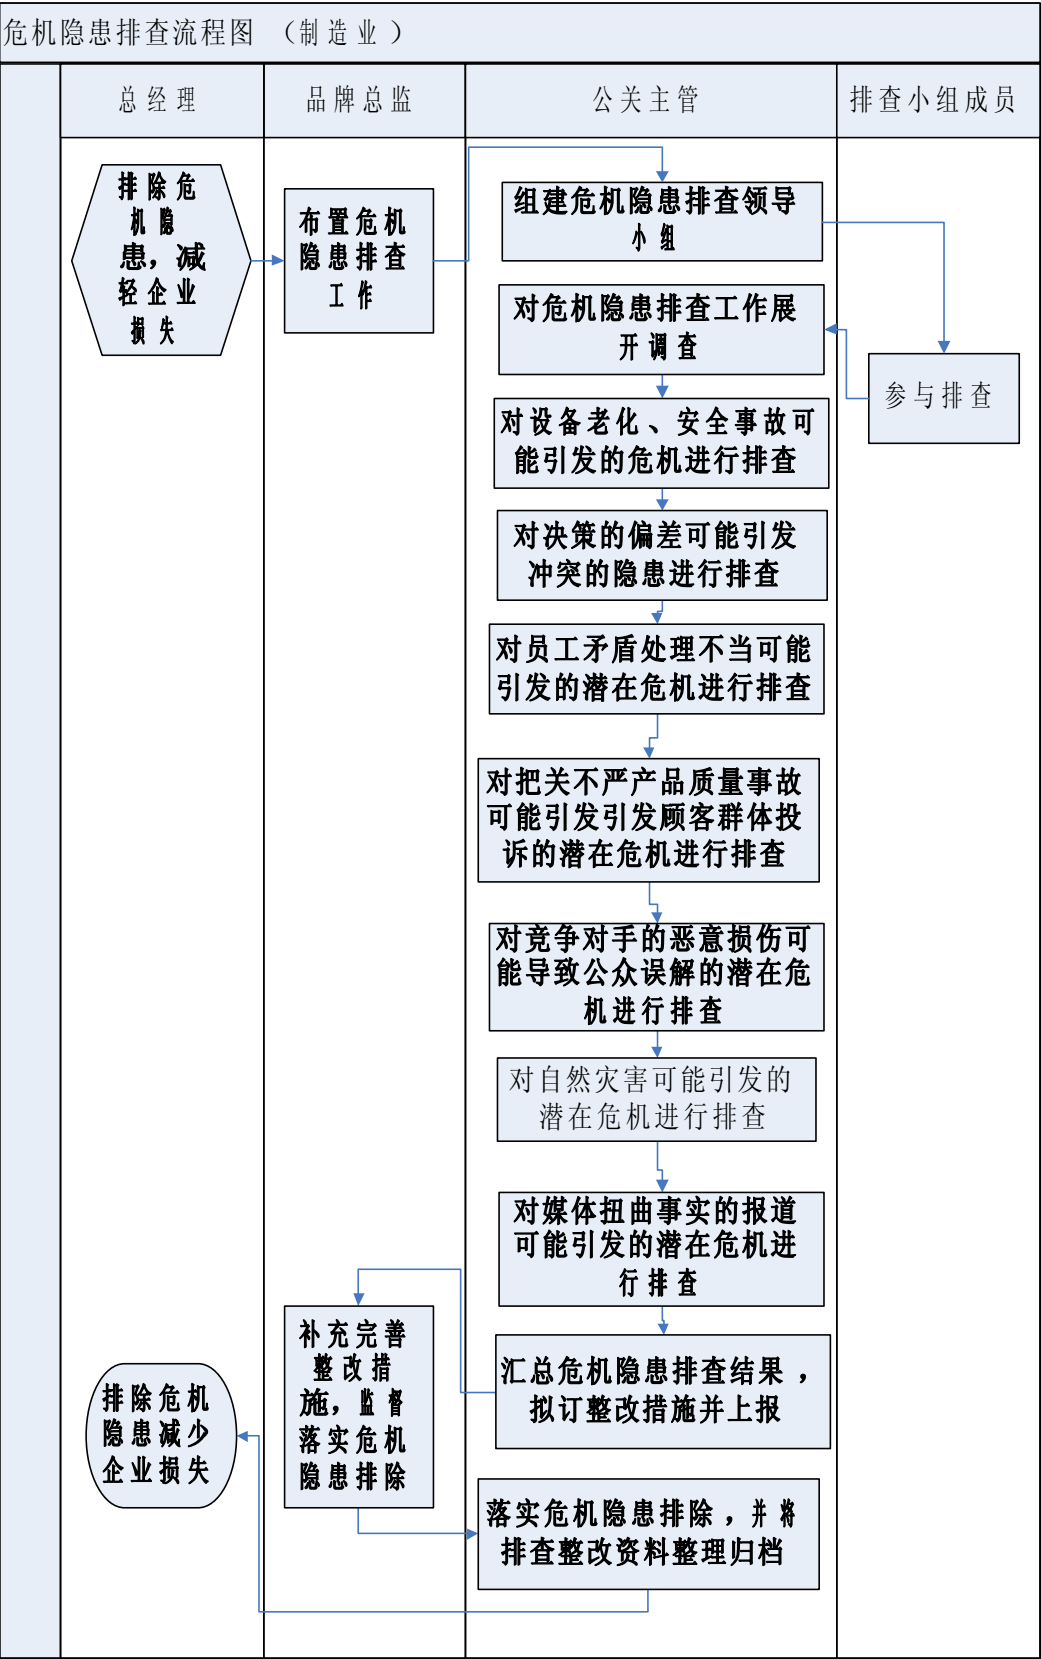 危机隐患排查流程图 （制造业）
总经理
品牌总监
公关主管
排查小组成员
排除危
机隐
患，减
轻企业
损失
布置危机
隐患排查
工作
组建危机隐患排查领导
小组
对危机隐患排查工作展
开调查
参与排查
对设备老化、安全事故可
能引发的危机进行排查
对决策的偏差可能引发
冲突的隐患进行排查
对员工矛盾处理不当可能
引发的潜在危机进行排查
对把关不严产品质量事故
可能引发引发顾客群体投
诉的潜在危机进行排查
对竞争对手的恶意损伤可
能导致公众误解的潜在危
机进行排查
对自然灾害可能引发的
潜在危机进行排查
对媒体扭曲事实的报道
可能引发的潜在危机进
行排查
汇总危机隐患排查结果，
拟订整改措施并上报
补充完善
整改措
施，监督
落实危机
隐患排除
落实危机隐患排除，并将
排查整改资料整理归档
排除危机
隐患减少
企业损失